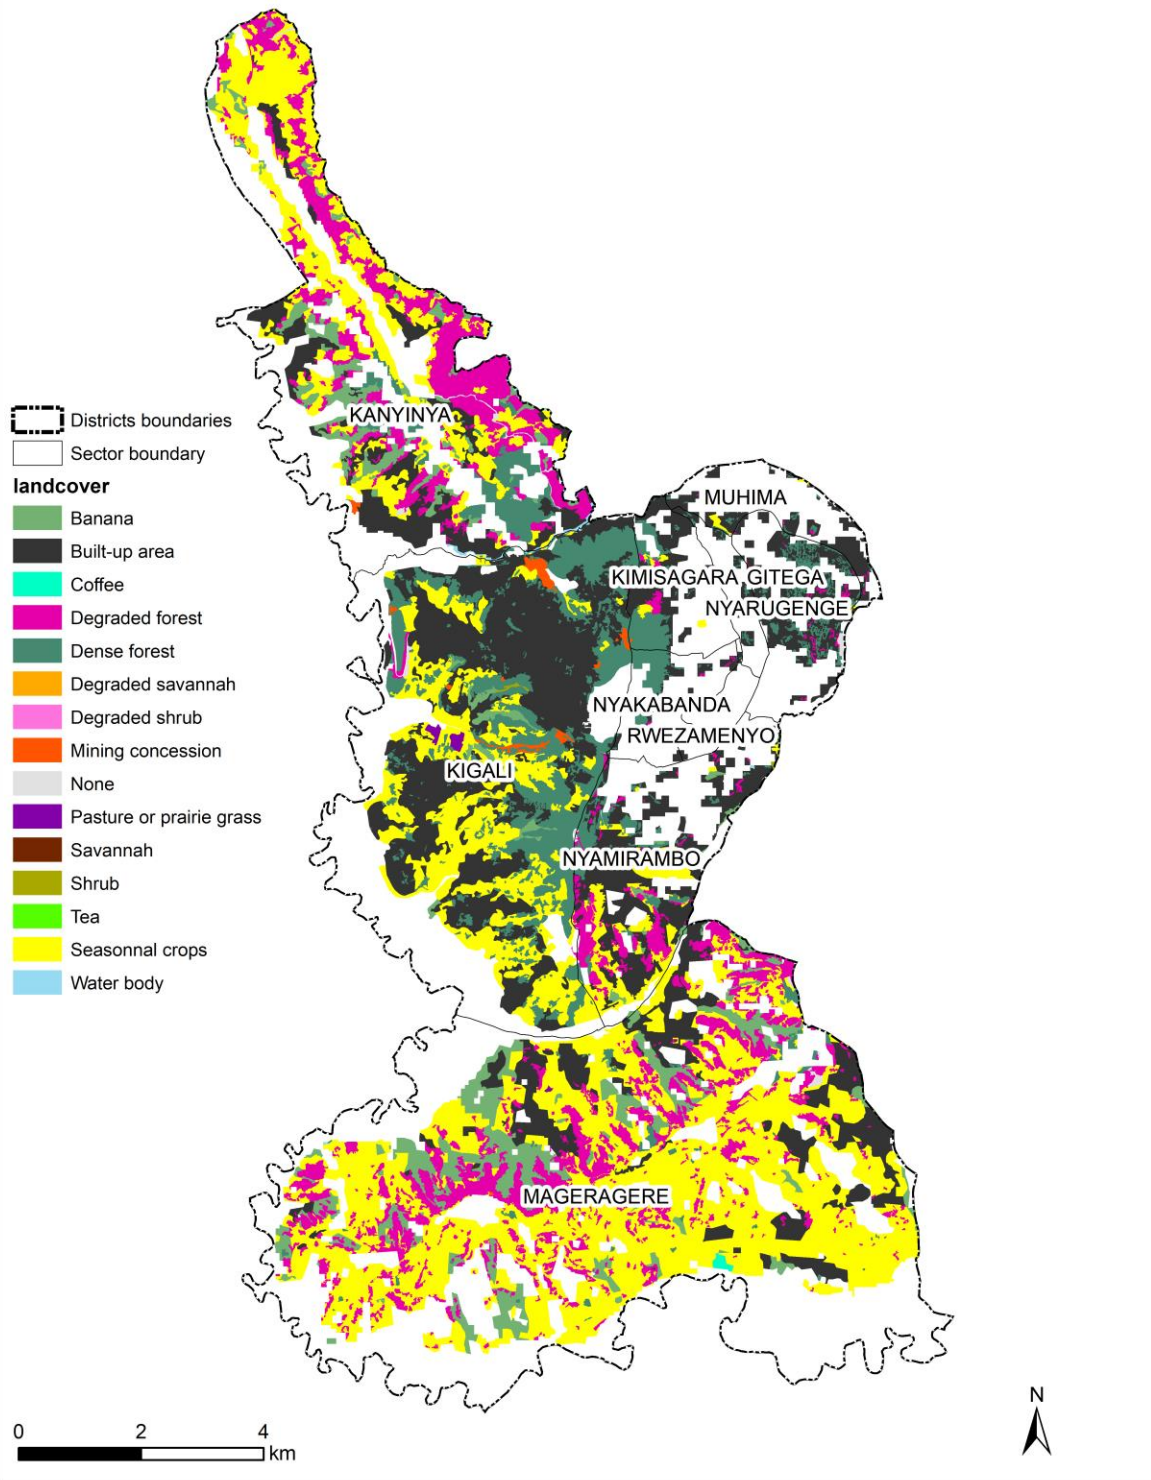 KANYINYA
Districts boundaries
Sector boundary
landcover
Banana
Built-up area
Coffee
Degraded forest
Dense forest
Degraded savannah
Degraded shrub
Mining concession
None
Pasture or prairie grass
Savannah
Shrub
Tea
Seasonnal crops
Water body
MUHIMA
KIMISAGARA GITEGA
NYARUGENGE
NYAKABANDA
RWEZAMENYO
KIGALI
NYAMIRAMBO
MAGERAGERE
N
0 2 4
km